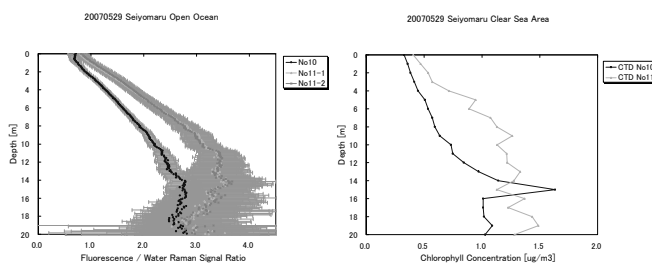 20070529 Seiyomaru Open Ocean
No10
No11-1
No11-2
0
2
4
6
8
10
12
14
16
18
20
Depth [m]
0.0 1.0 2.0 3.0 4.0
Fluorescence / Water Raman Signal Ratio
20070529 Seiyomaru Clear Sea Area
CTD No10
CTD No11
0
2
4
6
8
10
12
14
16
18
20
Depth [m]
0.0 0.5 1.0 1.5 2.0
Chlorophyll Concentration [ug/m3]